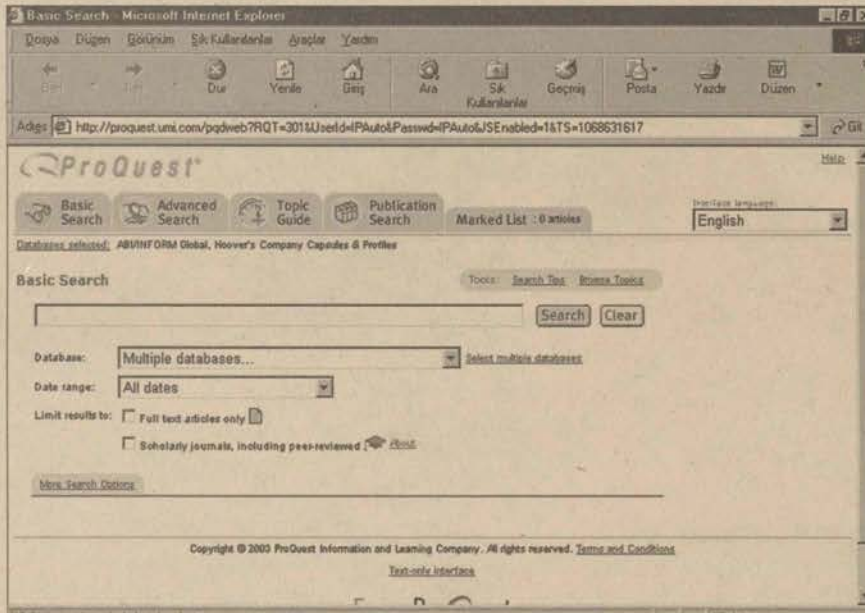 Basic Search - Microsoft Internet Explorer
Dosya Düzen Görünüm Sık Kullanılanlar Araçlar Yardım
Geri İleri Dur Yenile Giriş Ara Sık Kullanılanlar Geçmiş Posta Yazdır Düzen
Adres http://proquest.umi.com/pqdweb?RQT=301&UserId=IPAuto&Passwd=IPAuto&JSEnabled=1&TS=1068631617 Git
ProQuest Help
Basic Search Advanced Search Topic Guide Publication Search Marked List : 0 articles Interface language: English
Databases selected: ABI/INFORM Global, Hoover's Company Capsules & Profiles
Basic Search Tools: Search Tips Browse Topics
Search Clear
Database: Multiple databases... Select multiple databases
Date range: All dates
Limit results to: Full text articles only
Scholarly journals, including peer-reviewed About
More Search Options
Copyright © 2003 ProQuest Information and Learning Company. All rights reserved. Terms and Conditions
Text-only interface